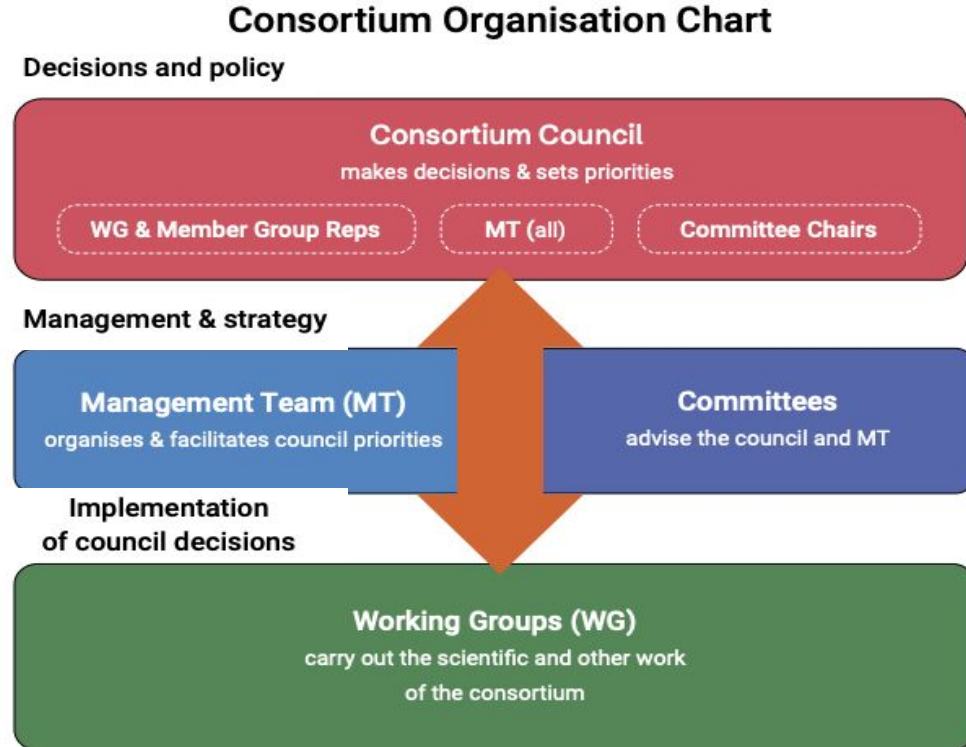 Consortium Organisation Chart
Decisions and policy
Consortium Council
makes decisions & sets priorities
WG & Member Group Reps
MT (all)
Committee Chairs
Management & strategy
Management Team (MT)
organises & facilitates council priorities
Committees
advise the council and MT
Implementation
of council decisions
Working Groups (WG)
carry out the scientific and other work
of the consortium